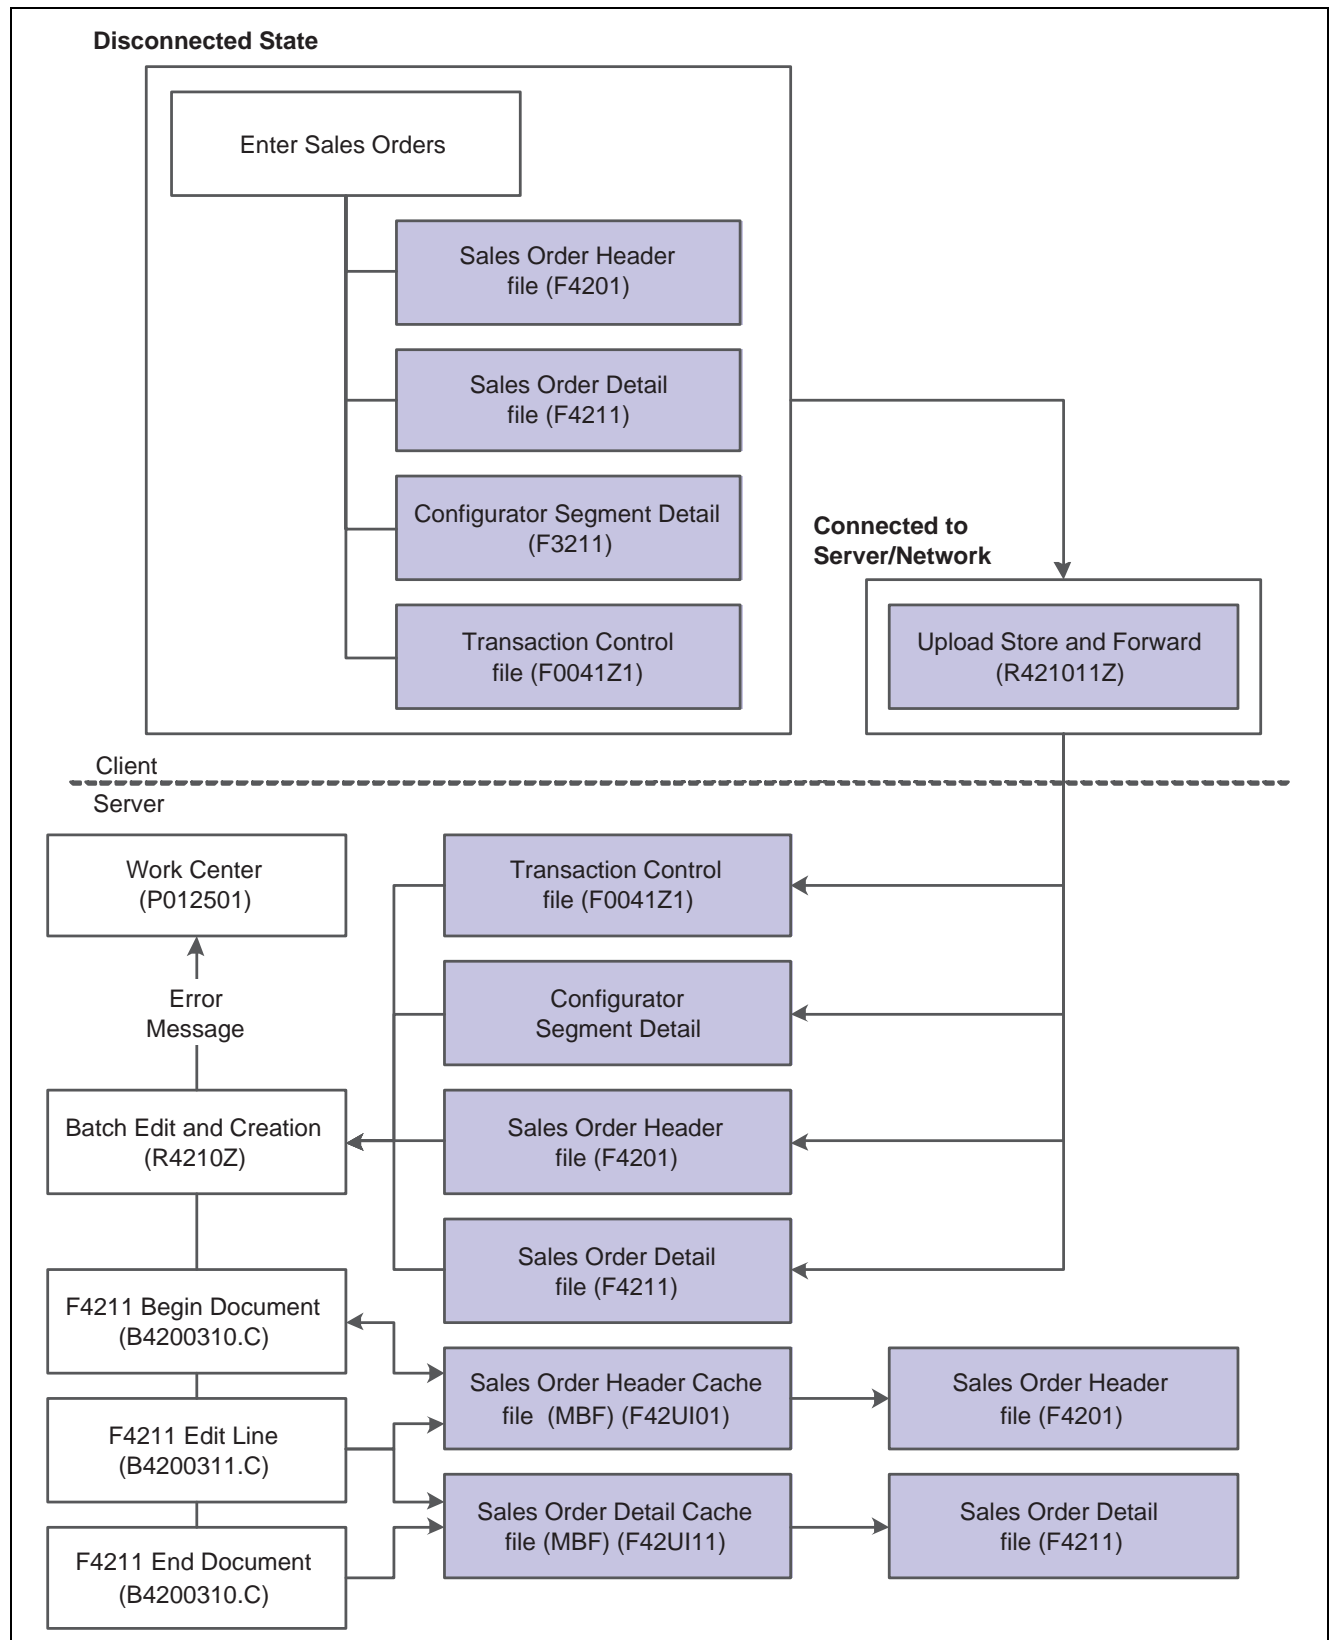 Disconnected State
Enter Sales Orders
Sales Order Header
file (F4201)
Sales Order Detail
file (F4211)
Configurator Segment Detail
(F3211)
Transaction Control
file (F0041Z1)
Connected to
Server/Network
Upload Store and Forward
(R421011Z)
Client
Server
Work Center
(P012501)
Transaction Control
file (F0041Z1)
Error
Message
Configurator
Segment Detail
Batch Edit and Creation
(R4210Z)
Sales Order Header
file (F4201)
Sales Order Detail
file (F4211)
F4211 Begin Document
(B4200310.C)
Sales Order Header Cache
file (MBF) (F42UI01)
Sales Order Header
file (F4201)
F4211 Edit Line
(B4200311.C)
Sales Order Detail Cache
file (MBF) (F42UI11)
Sales Order Detail
file (F4211)
F4211 End Document
(B4200310.C)